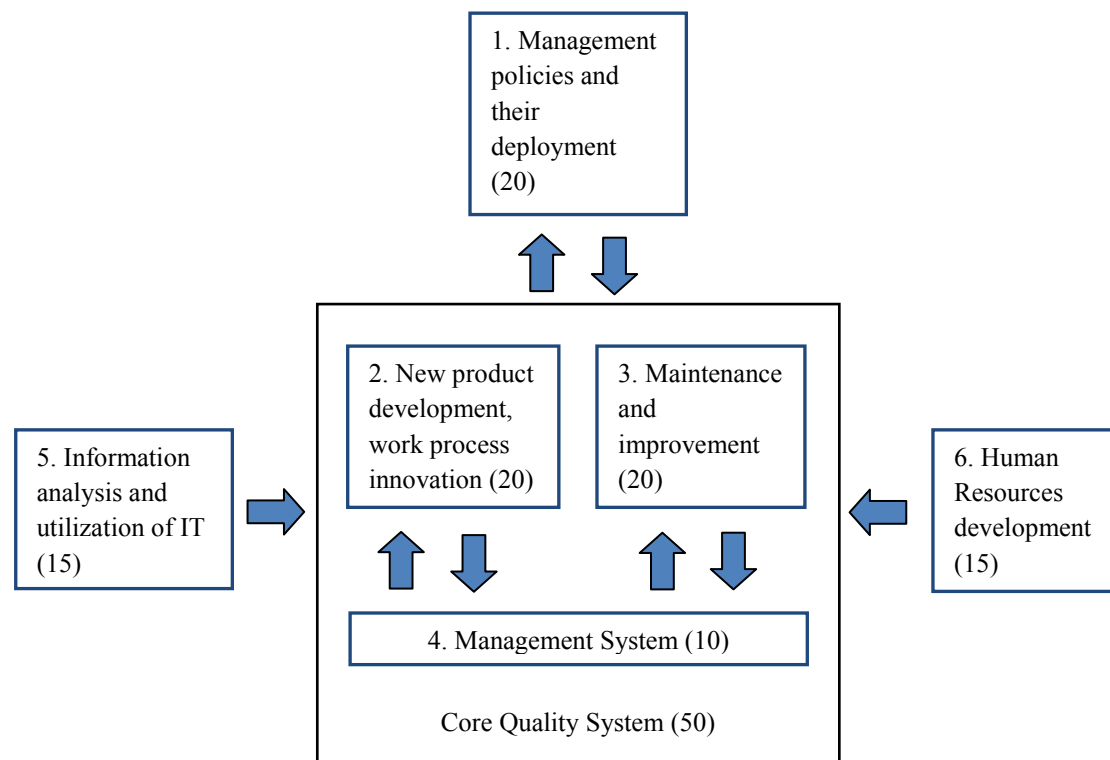 1. Management
policies and
their
deployment
(20)
2. New product
development,
work process
innovation (20)
3. Maintenance
and
improvement
(20)
5. Information
analysis and
utilization of IT
(15)
6. Human
Resources
development
(15)
4. Management System (10)
Core Quality System (50)